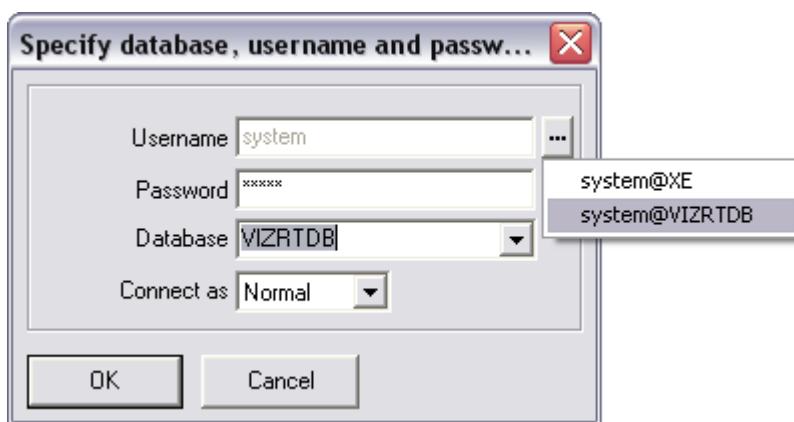 Specify database, username and passw...
Username system ...
Password *****
system@XE
system@VIZRTDB
Database VIZRTDB
Connect as Normal
OK Cancel